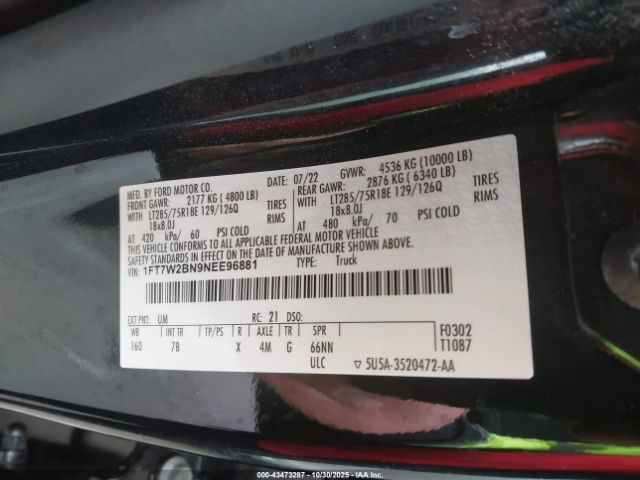 MFD. BY FORD MOTOR CO.
07/22
GVWR: 4536 KG (10000 LB)
FRONT GAWR: 2177 KG ( 4800 LB)
REAR GAWR: 2876 KG ( 6340 LB)
WITH LT285/75R18E 129/126Q TIRES
WITH LT285/75R18E 129/126Q TIRES
18x8.0J RIMS
18x8.0J RIMS
AT 420 kPa/ 60 PSI COLD
AT 480 kPa/ 70 PSI COLD
THIS VEHICLE CONFORMS TO ALL APPLICABLE FEDERAL MOTOR VEHICLE
SAFETY STANDARDS IN EFFECT ON THE DATE OF MANUFACTURE SHOWN ABOVE.
VIN: 1FT7W2BN9NEE96881
TYPE: Truck
EXT PNT: UM RC: 21 DSO:
WB INT TR TP/PS R AXLE TR SPR
160 7B X 4M G 66NN
ULC
F0302
T1087
▽ 5U5A-3520472-AA
000-43473287 - 10/30/2025 - IAAC.